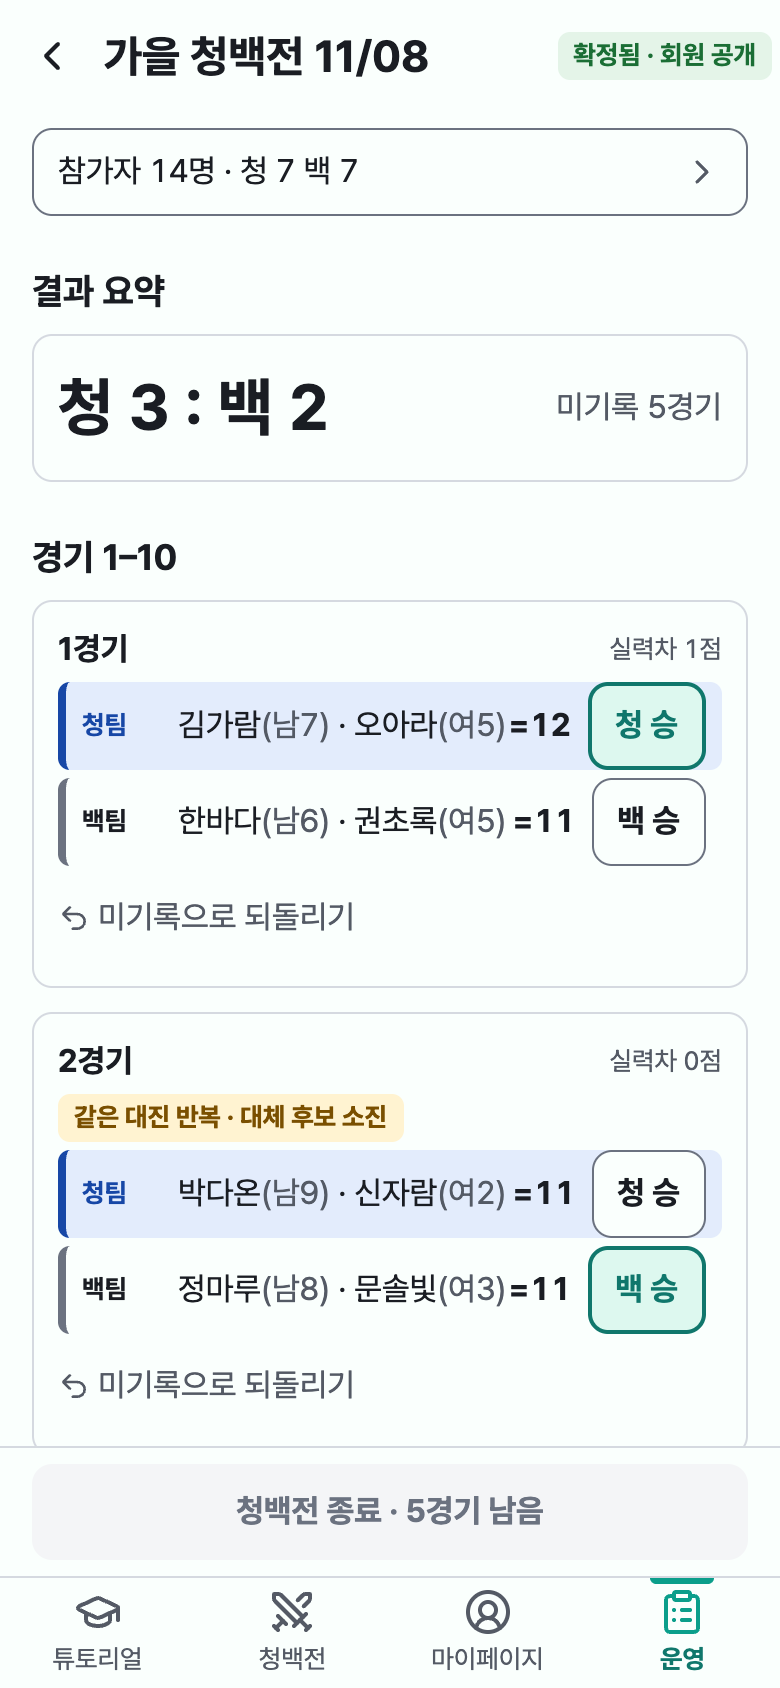 가을 청백전 11/08
확정됨 · 회원 공개
참가자 14명 · 청 7 백 7
결과 요약
청 3 : 백 2
미기록 5경기
경기 1–10
1경기
실력차 1점
청팀 김가람(남7) · 오아라(여5)=12 청 승
백팀 한바다(남6) · 권초록(여5)=11 백 승
미기록으로 되돌리기
2경기
실력차 0점
같은 대진 반복 · 대체 후보 소진
청팀 박다온(남9) · 신자람(여2)=11 청 승
백팀 정마루(남8) · 문솔빛(여3)=11 백 승
미기록으로 되돌리기
청백전 종료 · 5경기 남음
튜토리얼
청백전
마이페이지
운영